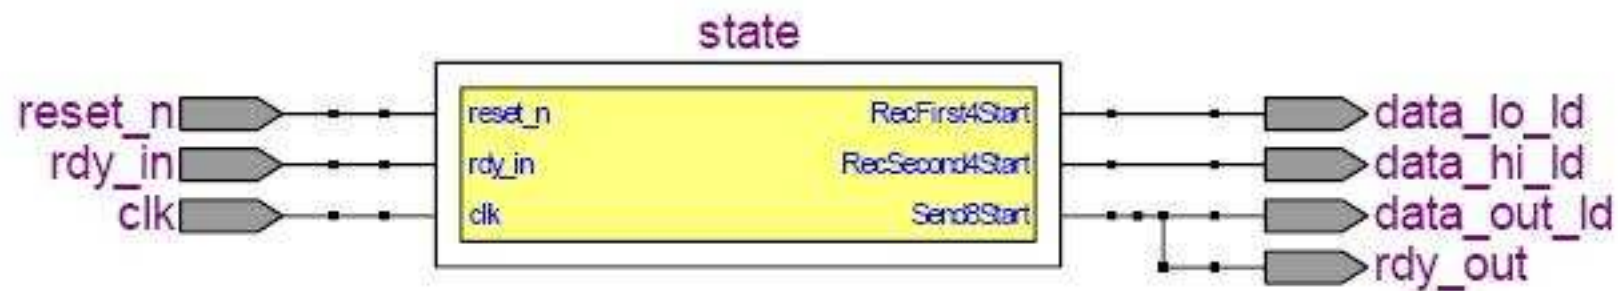 state
reset_n reset_n RecFirst4Start data_lo_ld
rdy_in rdy_in RecSecond4Start data_hi_ld
clk clk Send8Start data_out_ld
rdy_out